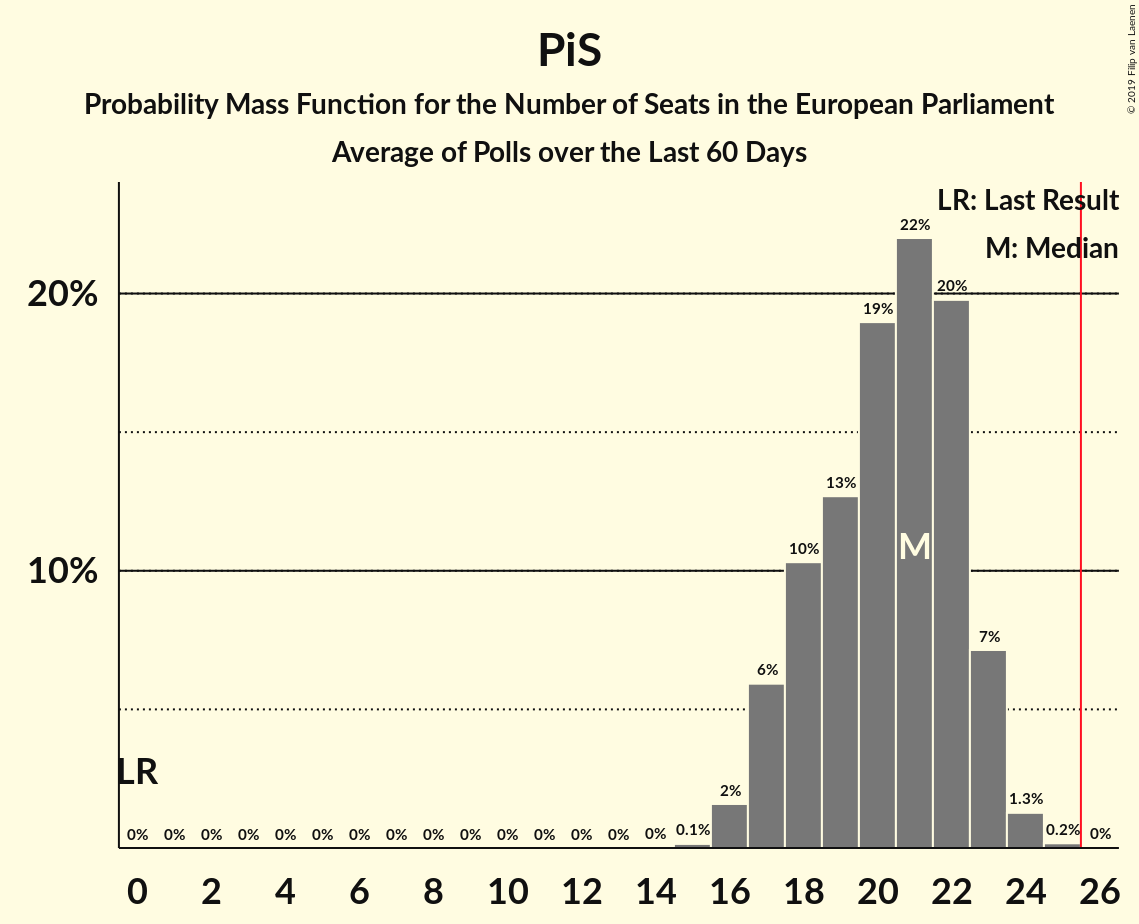 PiS
Probability Mass Function for the Number of Seats in the European Parliament
Average of Polls over the Last 60 Days
© 2019 Filip van Laenen
LR: Last Result
M: Median
20%
10%
22%
20%
19%
13%
10%
M
7%
6%
LR
2%
1.3%
0% 0% 0% 0% 0% 0% 0% 0% 0% 0% 0% 0% 0% 0% 0% 0.1% 0.2% 0%
0 2 4 6 8 10 12 14 16 18 20 22 24 26